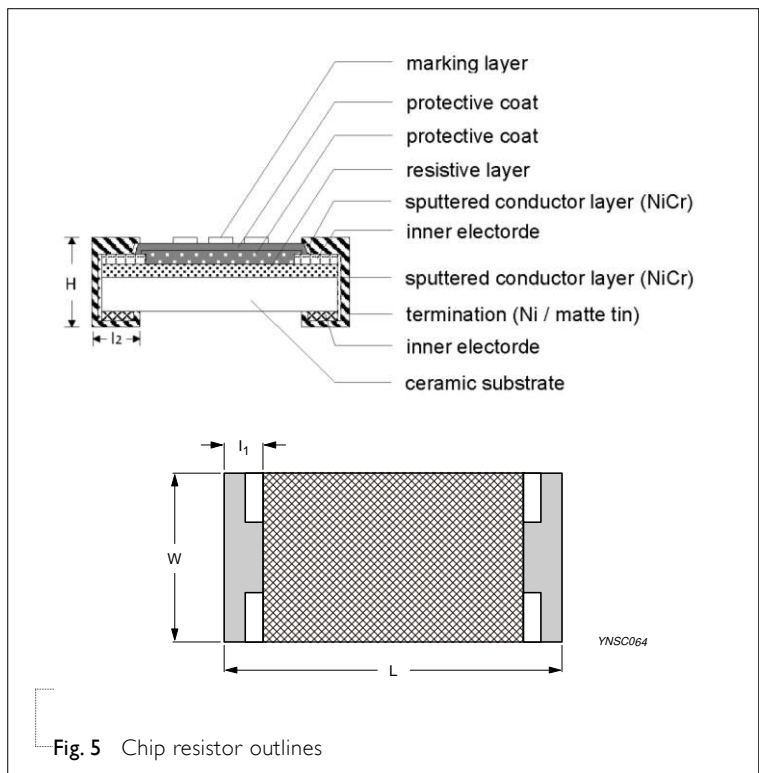 marking layer
protective coat
protective coat
resistive layer
sputtered conductor layer (NiCr)
inner electorde
sputtered conductor layer (NiCr)
termination (Ni / matte tin)
inner electorde
ceramic substrate
H
l2
l1
W
L
YNSC064
Fig. 5 Chip resistor outlines